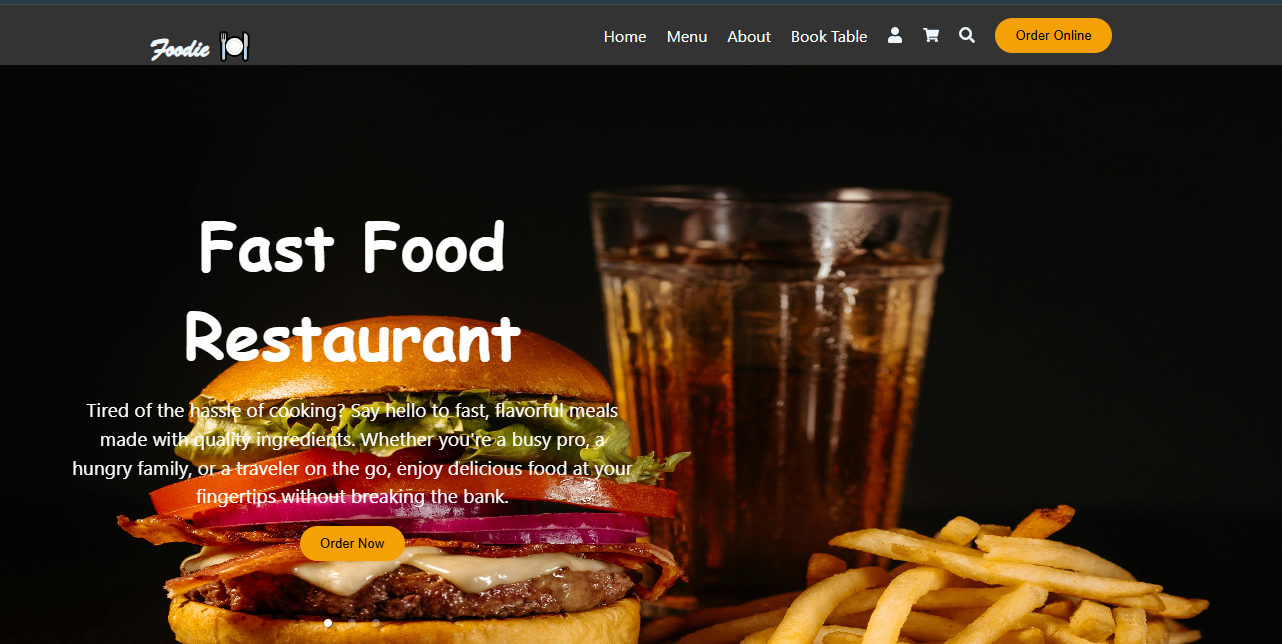 Foodie
Home Menu About Book Table Order Online
Fast Food
Restaurant
Tired of the hassle of cooking? Say hello to fast, flavorful meals
made with quality ingredients. Whether you're a busy pro, a
hungry family, or a traveler on the go, enjoy delicious food at your
fingertips without breaking the bank.
Order Now